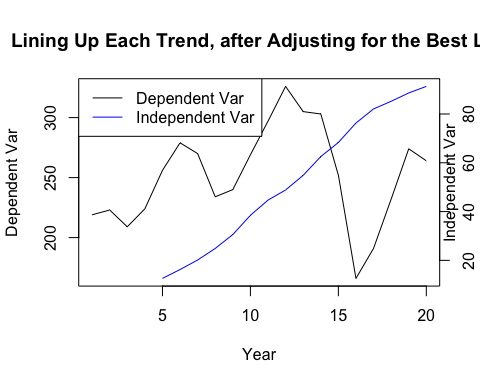 Lining Up Each Trend, after Adjusting for the Best L
Dependent Var
Independent Var
300
250
200
Dependent Var
80
60
40
20
Independent Var
5 10 15 20
Year